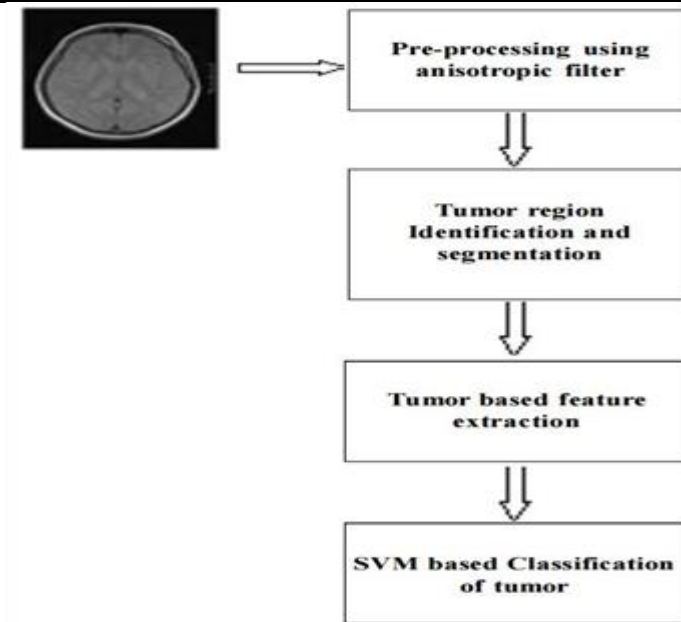 Pre-processing using
anisotropic filter
Tumor region
Identification and
segmentation
Tumor based feature
extraction
SVM based Classification
of tumor